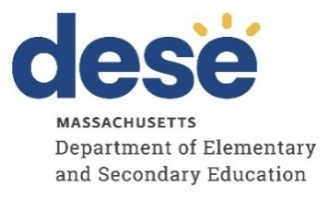 dese
MASSACHUSETTS
Department of Elementary
and Secondary Education